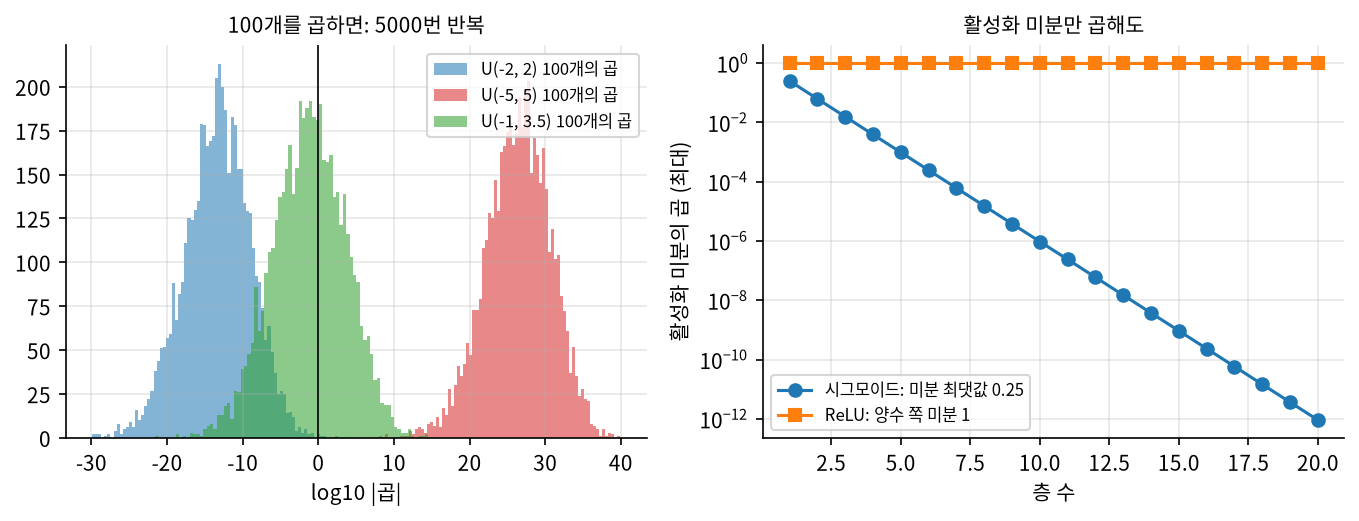 100개를 곱하면: 5000번 반복
U(-2, 2) 100개의 곱
U(-5, 5) 100개의 곱
U(-1, 3.5) 100개의 곱
200
175
150
125
100
75
50
25
0
-30 -20 -10 0 10 20 30 40
log10 |곱|
활성화 미분만 곱해도
활성화 미분의 곱 (최대)
10⁰
10⁻²
10⁻⁴
10⁻⁶
10⁻⁸
10⁻¹⁰
10⁻¹²
시그모이드: 미분 최댓값 0.25
ReLU: 양수 쪽 미분 1
2.5 5.0 7.5 10.0 12.5 15.0 17.5 20.0
층 수